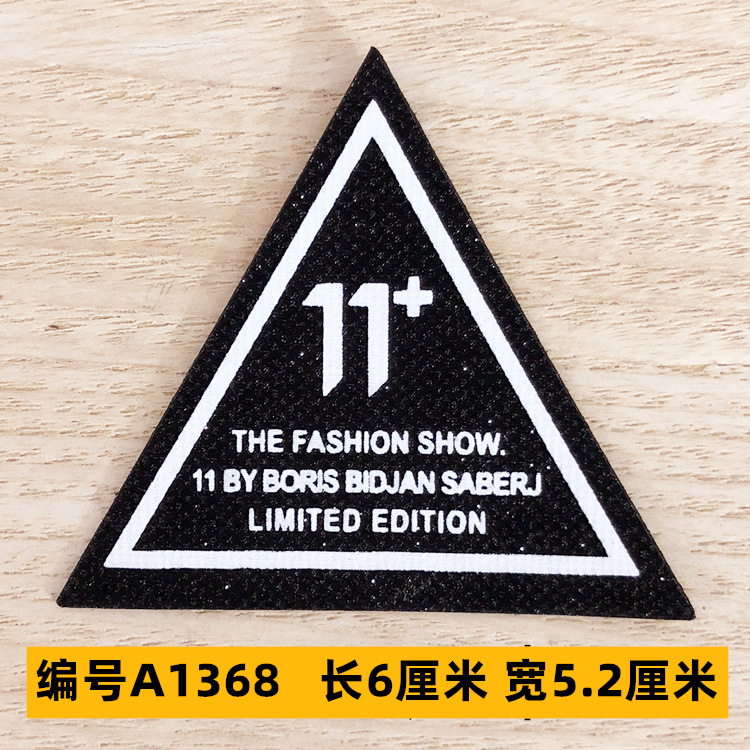 11+
THE FASHION SHOW.
11 BY BORIS BIDJAN SABERJ
LIMITED EDITION
编号A1368 长6厘米 宽5.2厘米